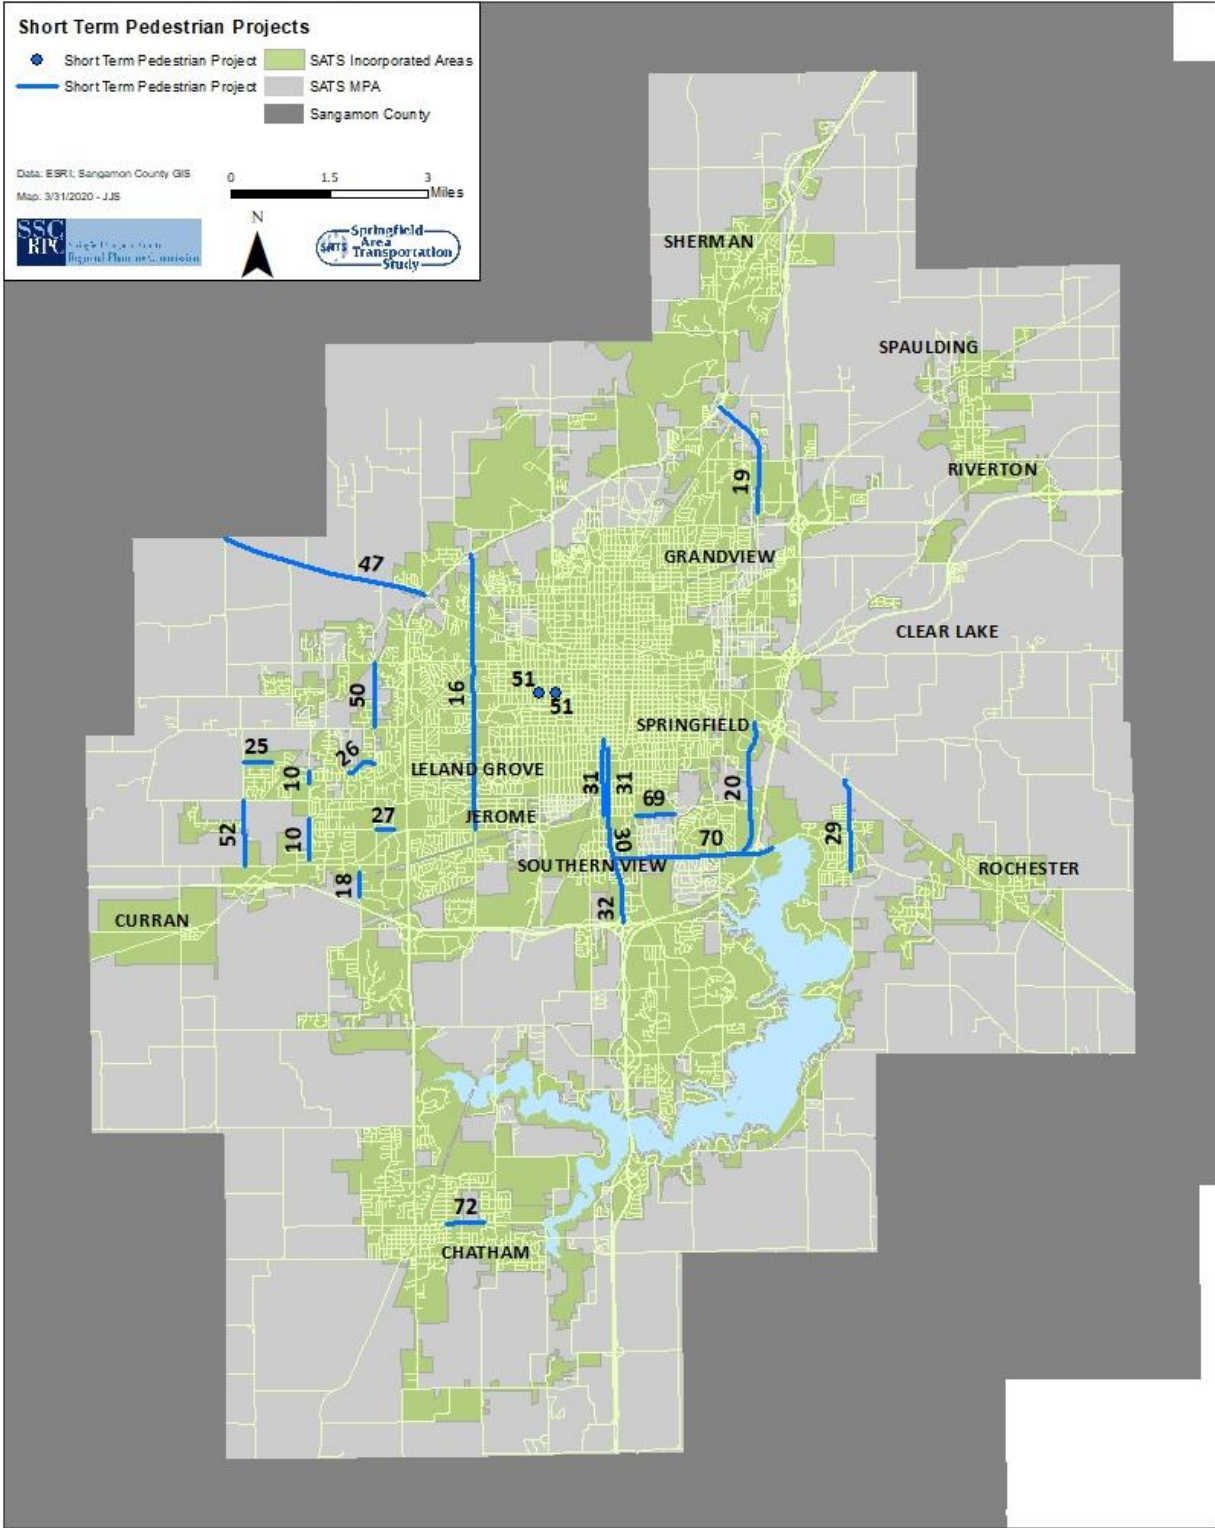 Short Term Pedestrian Projects
Short Term Pedestrian Project
SATS Incorporated Areas
Short Term Pedestrian Project
SATS MPA
Sangamon County
Data: ESRI, Sangamon County GIS
Map: 3/31/2020 - JJS
0 1.5 3
Miles
N
SSC
RPC
Regional Planning Commission
SATS
Springfield
Area
Transportation
Study
SHERMAN
SPAULDING
RIVERTON
19
GRANDVIEW
47
CLEAR LAKE
50
16
51
51
SPRINGFIELD
25
26
10
LELAND GROVE
31
31
20
69
27
JEROME
52
10
30
70
29
SOUTHERN VIEW
ROCHESTER
18
32
CURRAN
72
CHATHAM